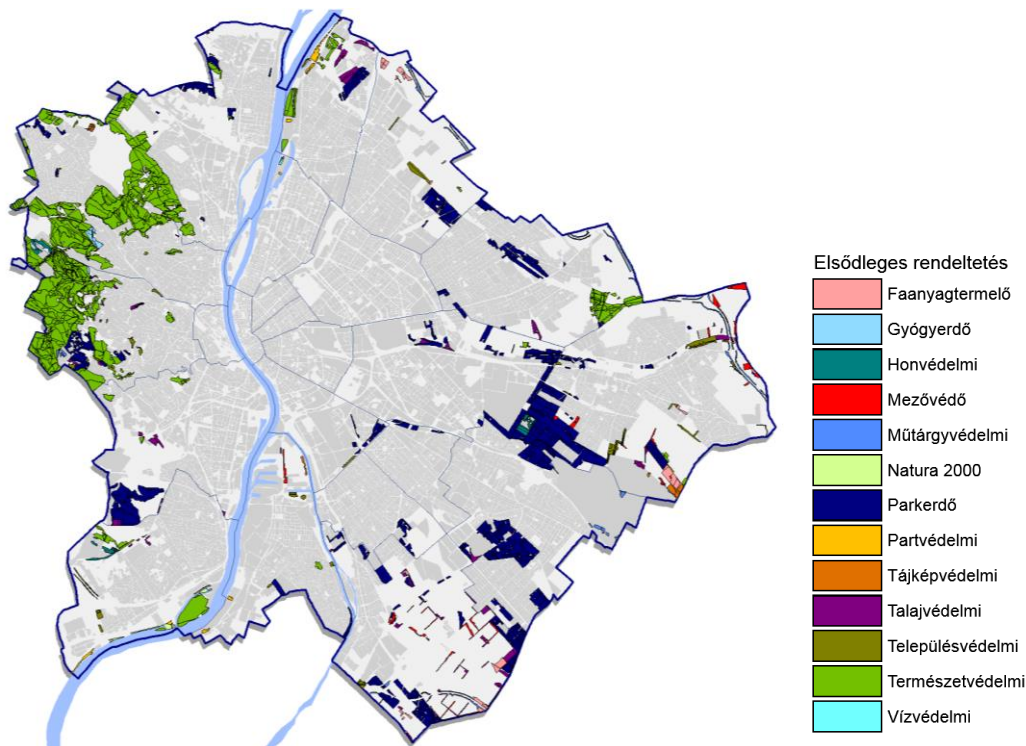 Elsődleges rendeltetés
Faanyagtermelő
Gyógyerdő
Honvédelmi
Mezővédő
Műtárgyvédelmi
Natura 2000
Parkerdő
Partvédelmi
Tájképvédelmi
Talajvédelmi
Településvédelmi
Természetvédelmi
Vízvédelmi